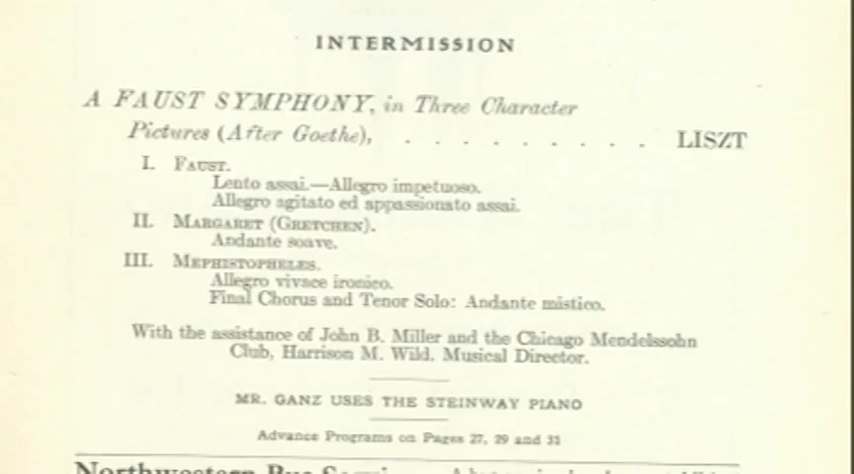 INTERMISSION
A FAUST SYMPHONY, in Three Character
Pictures (After Goethe), . . . . . . . . . . LISZT
I. FAUST.
Lento assai.—Allegro impetuoso.
Allegro agitato ed appassionato assai.
II. MARGARET (GRETCHEN).
Andante soave.
III. MEPHISTOPHELES.
Allegro vivace ironico.
Final Chorus and Tenor Solo: Andante mistico.
With the assistance of John B. Miller and the Chicago Mendelssohn
Club, Harrison M. Wild, Musical Director.
MR. GANZ USES THE STEINWAY PIANO
Advance Programs on Pages 27, 29 and 31
Northwestern